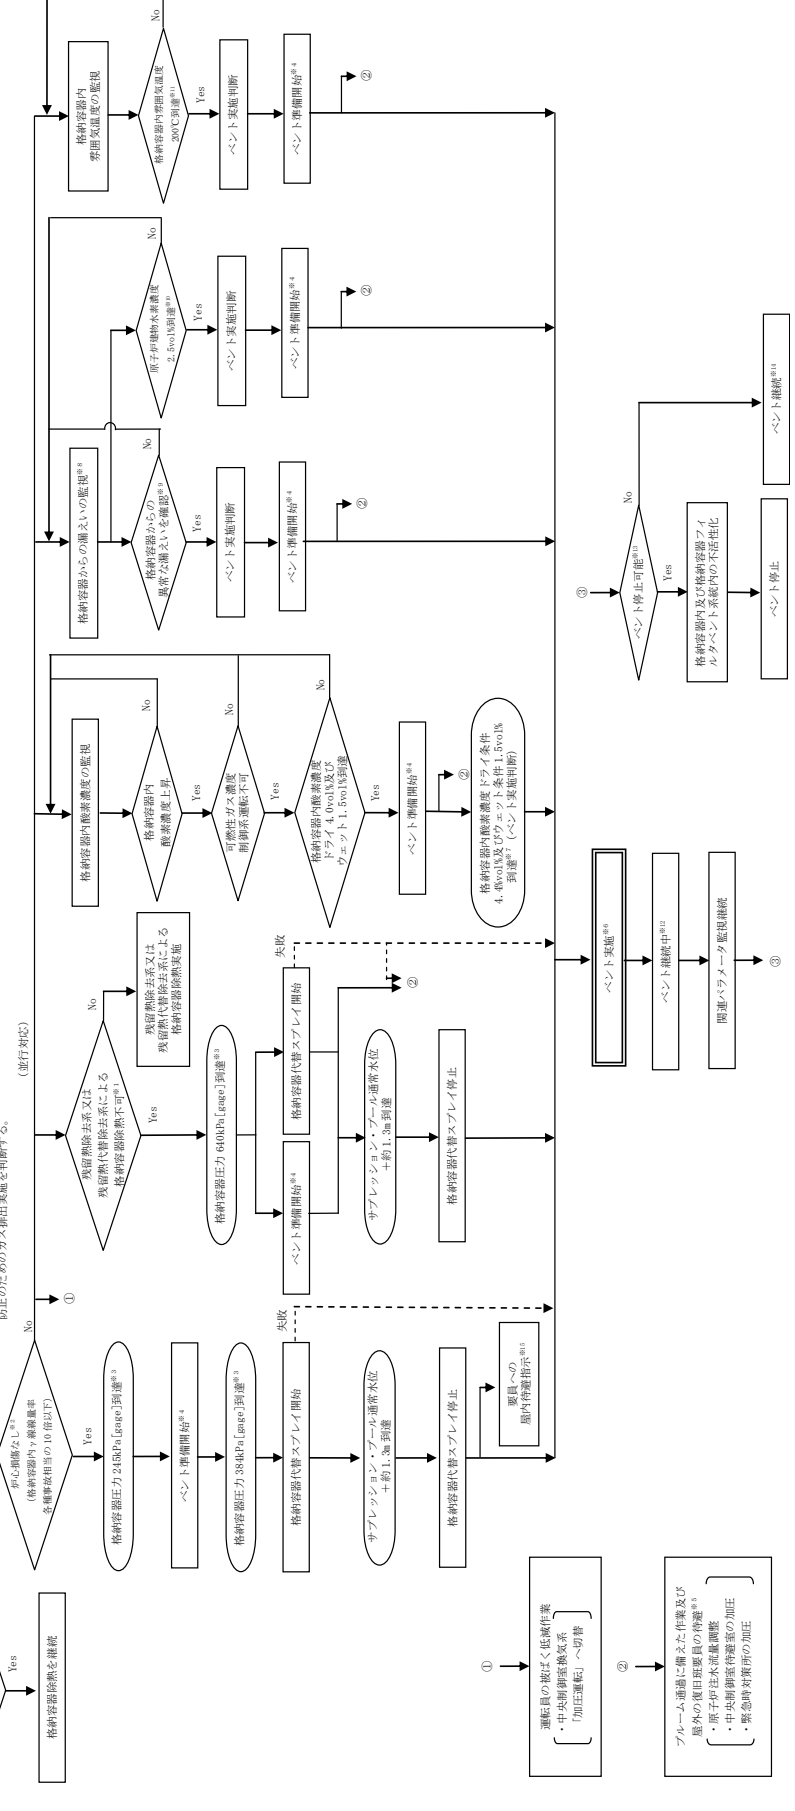 防止のためのガス排出実施を判断する。
(並行対応)
Yes
格納容器除熱を継続
炉心損傷なし※2
(格納容器内γ線線量率
各種事故相当の10倍以下)
No
①
Yes
格納容器圧力 245kPa[gage]到達※3
ベント準備開始※4
格納容器圧力 384kPa[gage]到達※3
格納容器代替スプレイ開始
失敗
サプレッション・プール通常水位
+約1.3m到達
格納容器代替スプレイ停止
要員への
屋内待避指示※15
残留熱除去系又は
残留熱代替除去系による
格納容器除熱不可※1
No
残留熱除去系又は
残留熱代替除去系による
格納容器除熱実施
Yes
格納容器圧力 640kPa[gage]到達※3
ベント準備開始※4
格納容器代替スプレイ開始
失敗
②
サプレッション・プール通常水位
+約1.3m到達
格納容器代替スプレイ停止
格納容器内酸素濃度の監視
格納容器内
酸素濃度上昇
No
Yes
可燃性ガス濃度
制御系運転不可
No
Yes
格納容器内酸素濃度
ドライ4.0vol%及び
ウェット1.5vol%到達
No
Yes
ベント準備開始※4
②
格納容器内酸素濃度ドライ条件
4.4vol%及びウェット条件1.5vol%
到達※7(ベント実施判断)
格納容器からの漏えいの監視※8
格納容器からの
異常な漏えいを確認※9
No
Yes
ベント実施判断
ベント準備開始※4
②
原子炉建物水素濃度
2.5vol%到達※10
No
Yes
ベント実施判断
ベント準備開始※4
②
格納容器内
雰囲気温度の監視
格納容器内雰囲気温度
200℃到達※11
No
Yes
ベント実施判断
ベント準備開始※4
②
ベント実施※6
ベント継続中※12
関連パラメータ監視継続
③
③
ベント停止可能※13
No
Yes
格納容器内及び格納容器フィ
ルタベント系統内の不活性化
ベント停止
ベント継続※14
①
運転員の被ばく低減作業
・中央制御室換気系
「加圧運転」へ切替
②
プルーム通過に備えた作業及び
屋外の復旧班要員の待避※5
・原子炉注水流量調整
・中央制御室待避室の加圧
・緊急時対策所の加圧